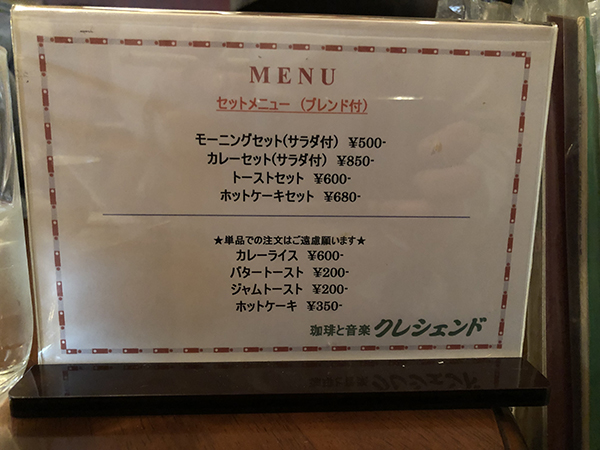 MENU
セットメニュー (ブレンド付)
モーニングセット(サラダ付) ¥500-
カレーセット(サラダ付) ¥850-
トーストセット ¥600-
ホットケーキセット ¥680-
★単品での注文はご遠慮願います★
カレーライス ¥600-
バタートースト ¥200-
ジャムトースト ¥200-
ホットケーキ ¥350-
珈琲と音楽 クレシェンド